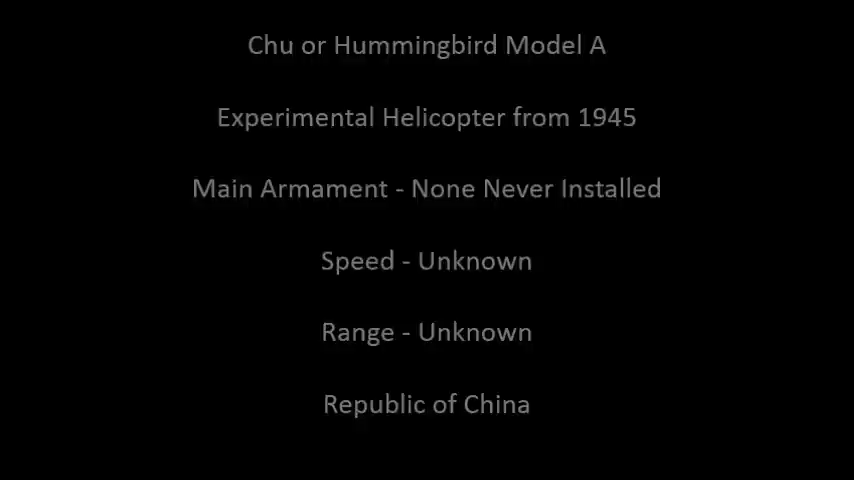 Chu or Hummingbird Model A
Experimental Helicopter from 1945
Main Armament - None Never Installed
Speed - Unknown
Range - Unknown
Republic of China